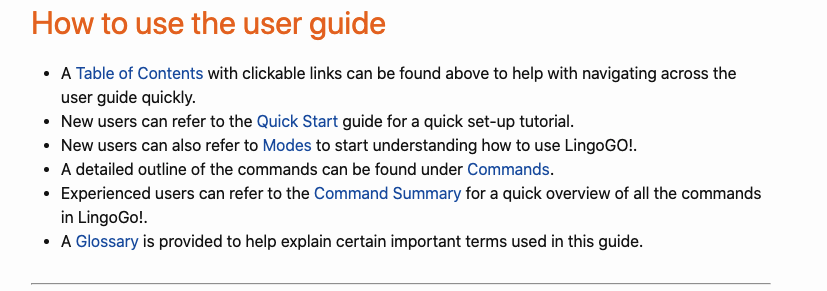 How to use the user guide
• A Table of Contents with clickable links can be found above to help with navigating across the
user guide quickly.
• New users can refer to the Quick Start guide for a quick set-up tutorial.
• New users can also refer to Modes to start understanding how to use LingoGO!.
• A detailed outline of the commands can be found under Commands.
• Experienced users can refer to the Command Summary for a quick overview of all the commands
in LingoGo!.
• A Glossary is provided to help explain certain important terms used in this guide.